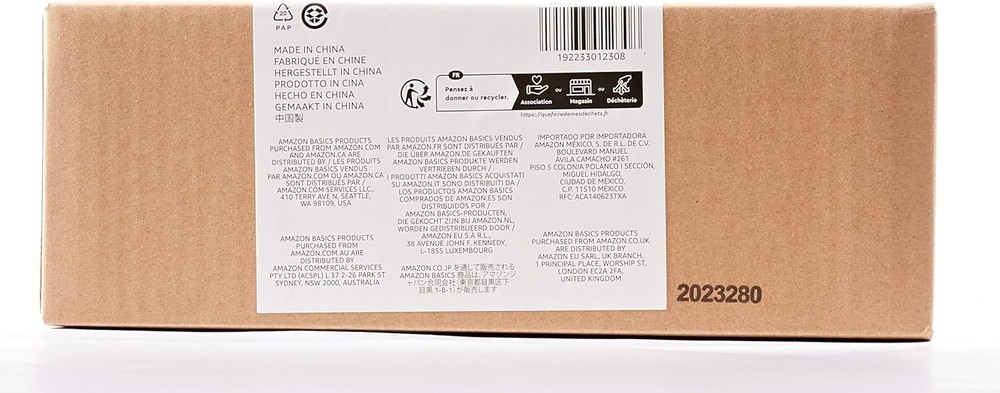 20
PAP
MADE IN CHINA
FABRIQUÉ EN CHINE
HERGESTELLT IN CHINA
PRODOTTO IN CINA
HECHO EN CHINA
GEMAAKT IN CHINA
中国製
192233012308
FR
Pensez à
donner ou recycler.
Association
ou
Magasin
ou
Déchèterie
https://quefairedemesdechets.fr
AMAZON BASICS PRODUCTS
PURCHASED FROM AMAZON.COM
AND AMAZON.CA ARE
DISTRIBUTED BY / LES PRODUITS
AMAZON BASICS VENDUS
PAR AMAZON.COM OU AMAZON.CA
SONT DISTRIBUÉS PAR /
AMAZON.COM SERVICES LLC.,
410 TERRY AVE N, SEATTLE,
WA 98109, USA
AMAZON BASICS PRODUCTS
PURCHASED FROM
AMAZON.COM.AU ARE
DISTRIBUTED BY
AMAZON COMMERCIAL SERVICES
PTY LTD (ACSPL) L 37 2-26 PARK ST
SYDNEY, NSW 2000, AUSTRALIA
LES PRODUITS AMAZON BASICS VENDUS
PAR AMAZON.FR SONT DISTRIBUÉS PAR /
DIE ÜBER AMAZON.DE GEKAUFTEN
AMAZON BASICS PRODUKTE WERDEN
VERTRIEBEN DURCH /
I PRODOTTI AMAZON BASICS ACQUISTATI
SU AMAZON.IT SONO DISTRIBUITI DA /
LOS PRODUCTOS AMAZON BASICS
COMPRADOS DE AMAZON.ES SON
DISTRIBUIDOS POR /
AMAZON BASICS-PRODUCTEN,
DIE GEKOCHT ZIJN BIJ AMAZON.NL,
WORDEN GEDISTRIBUEERD DOOR /
AMAZON EU S.À R.L.,
38 AVENUE JOHN F. KENNEDY,
L-1855 LUXEMBOURG
AMAZON.CO.JP を通じて販売される
AMAZON BASICS 商品は、アマゾンジ
ャパン合同会社（東京都目黒区下
目黒 1-8-1）が販売します
IMPORTADO POR IMPORTADORA
AMAZON MÉXICO, S. DE R.L. DE C.V.
BOULEVARD MANUEL
ÁVILA CAMACHO #261
PISO 5 COLONIA POLANCO I SECCIÓN,
MIGUEL HIDALGO,
CIUDAD DE MÉXICO,
C.P. 11510 MÉXICO
RFC: ACA140623TXA
AMAZON BASICS PRODUCTS
PURCHASED FROM AMAZON.CO.UK
ARE DISTRIBUTED BY
AMAZON EU SARL, UK BRANCH,
1 PRINCIPAL PLACE, WORSHIP ST,
LONDON EC2A 2FA,
UNITED KINGDOM
2023280